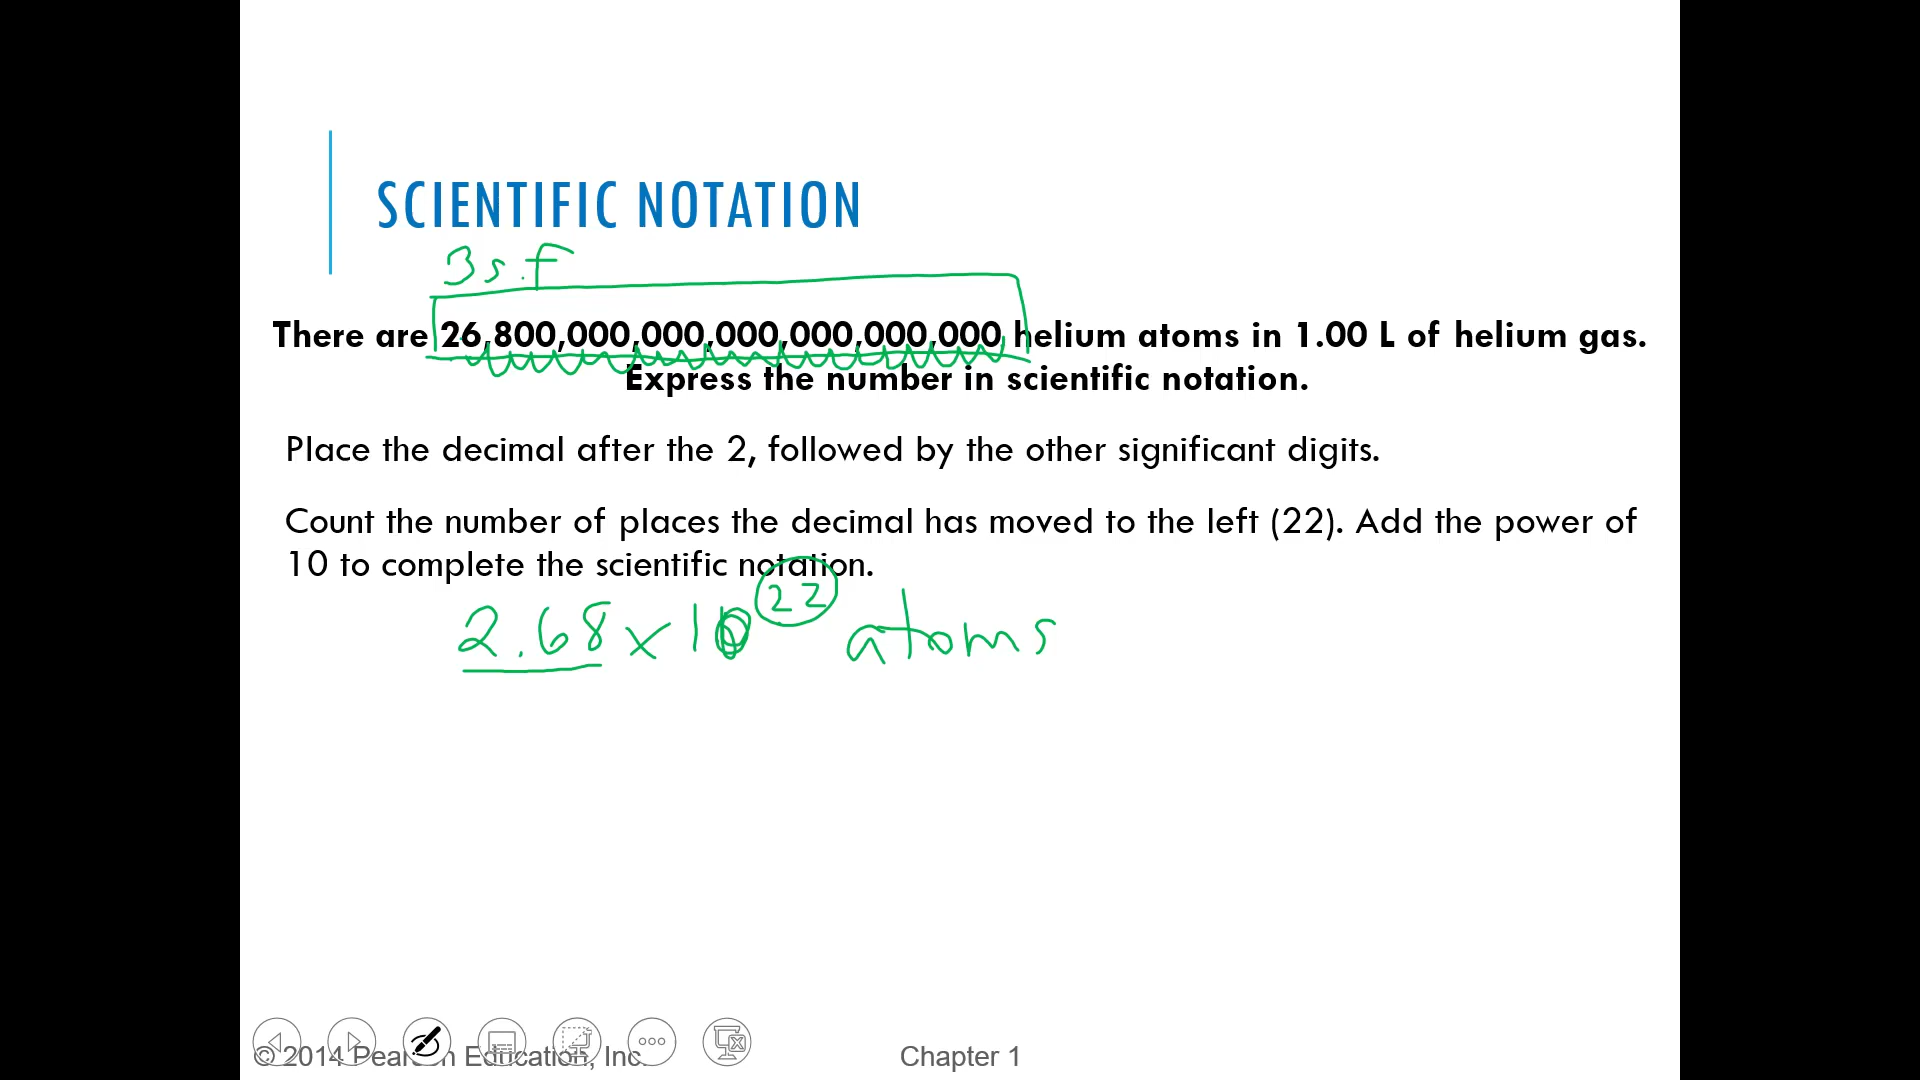 SCIENTIFIC NOTATION
3 s.f
There are 26,800,000,000,000,000,000,000 helium atoms in 1.00 L of helium gas.
Express the number in scientific notation.
Place the decimal after the 2, followed by the other significant digits.
Count the number of places the decimal has moved to the left (22). Add the power of
10 to complete the scientific notation.
2.68 x 10 22 atoms
© 2014 Pearson Education, Inc.
Chapter 1